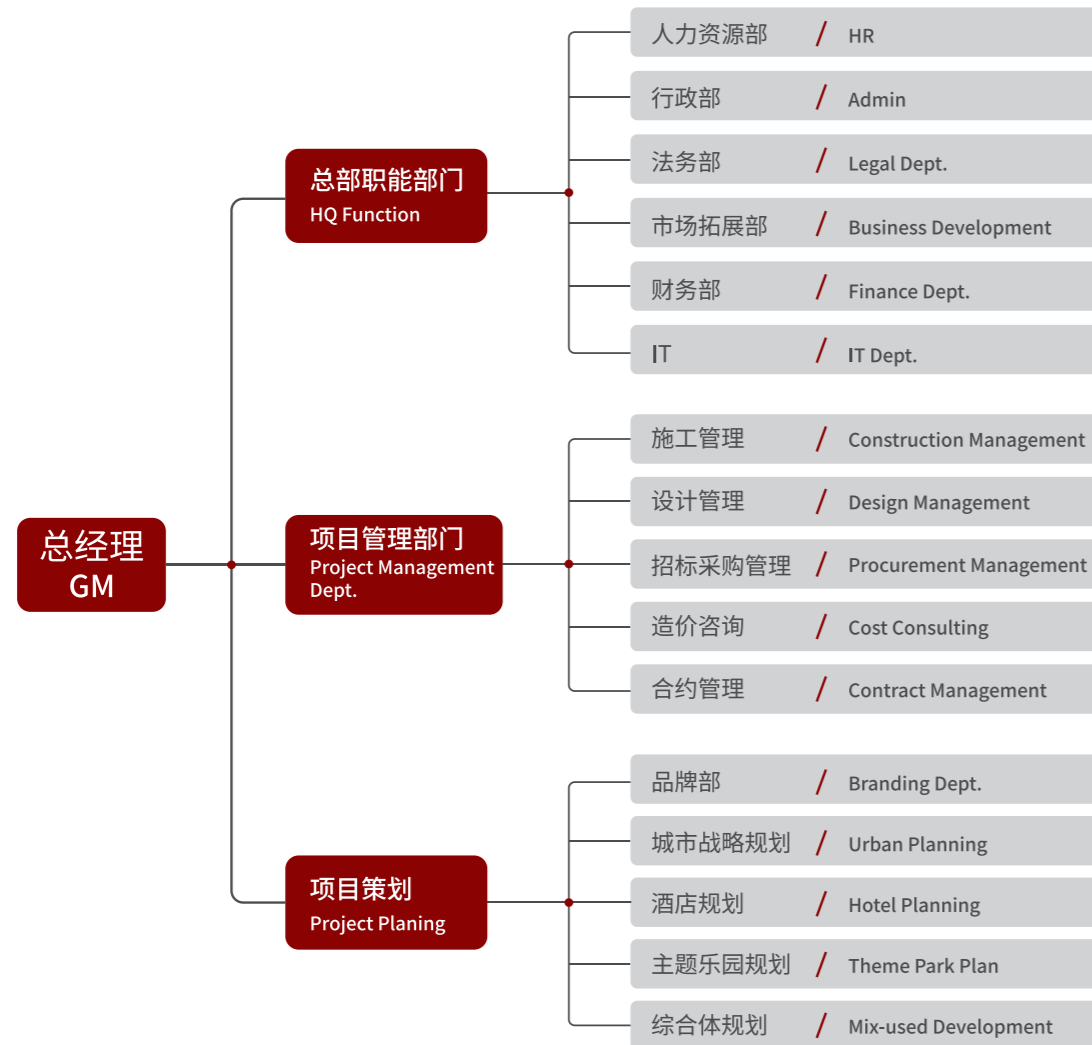 总经理
GM
总部职能部门
HQ Function
人力资源部 / HR
行政部 / Admin
法务部 / Legal Dept.
市场拓展部 / Business Development
财务部 / Finance Dept.
IT / IT Dept.
项目管理部门
Project Management
Dept.
施工管理 / Construction Management
设计管理 / Design Management
招标采购管理 / Procurement Management
造价咨询 / Cost Consulting
合约管理 / Contract Management
项目策划
Project Planing
品牌部 / Branding Dept.
城市战略规划 / Urban Planning
酒店规划 / Hotel Planning
主题乐园规划 / Theme Park Plan
综合体规划 / Mix-used Development